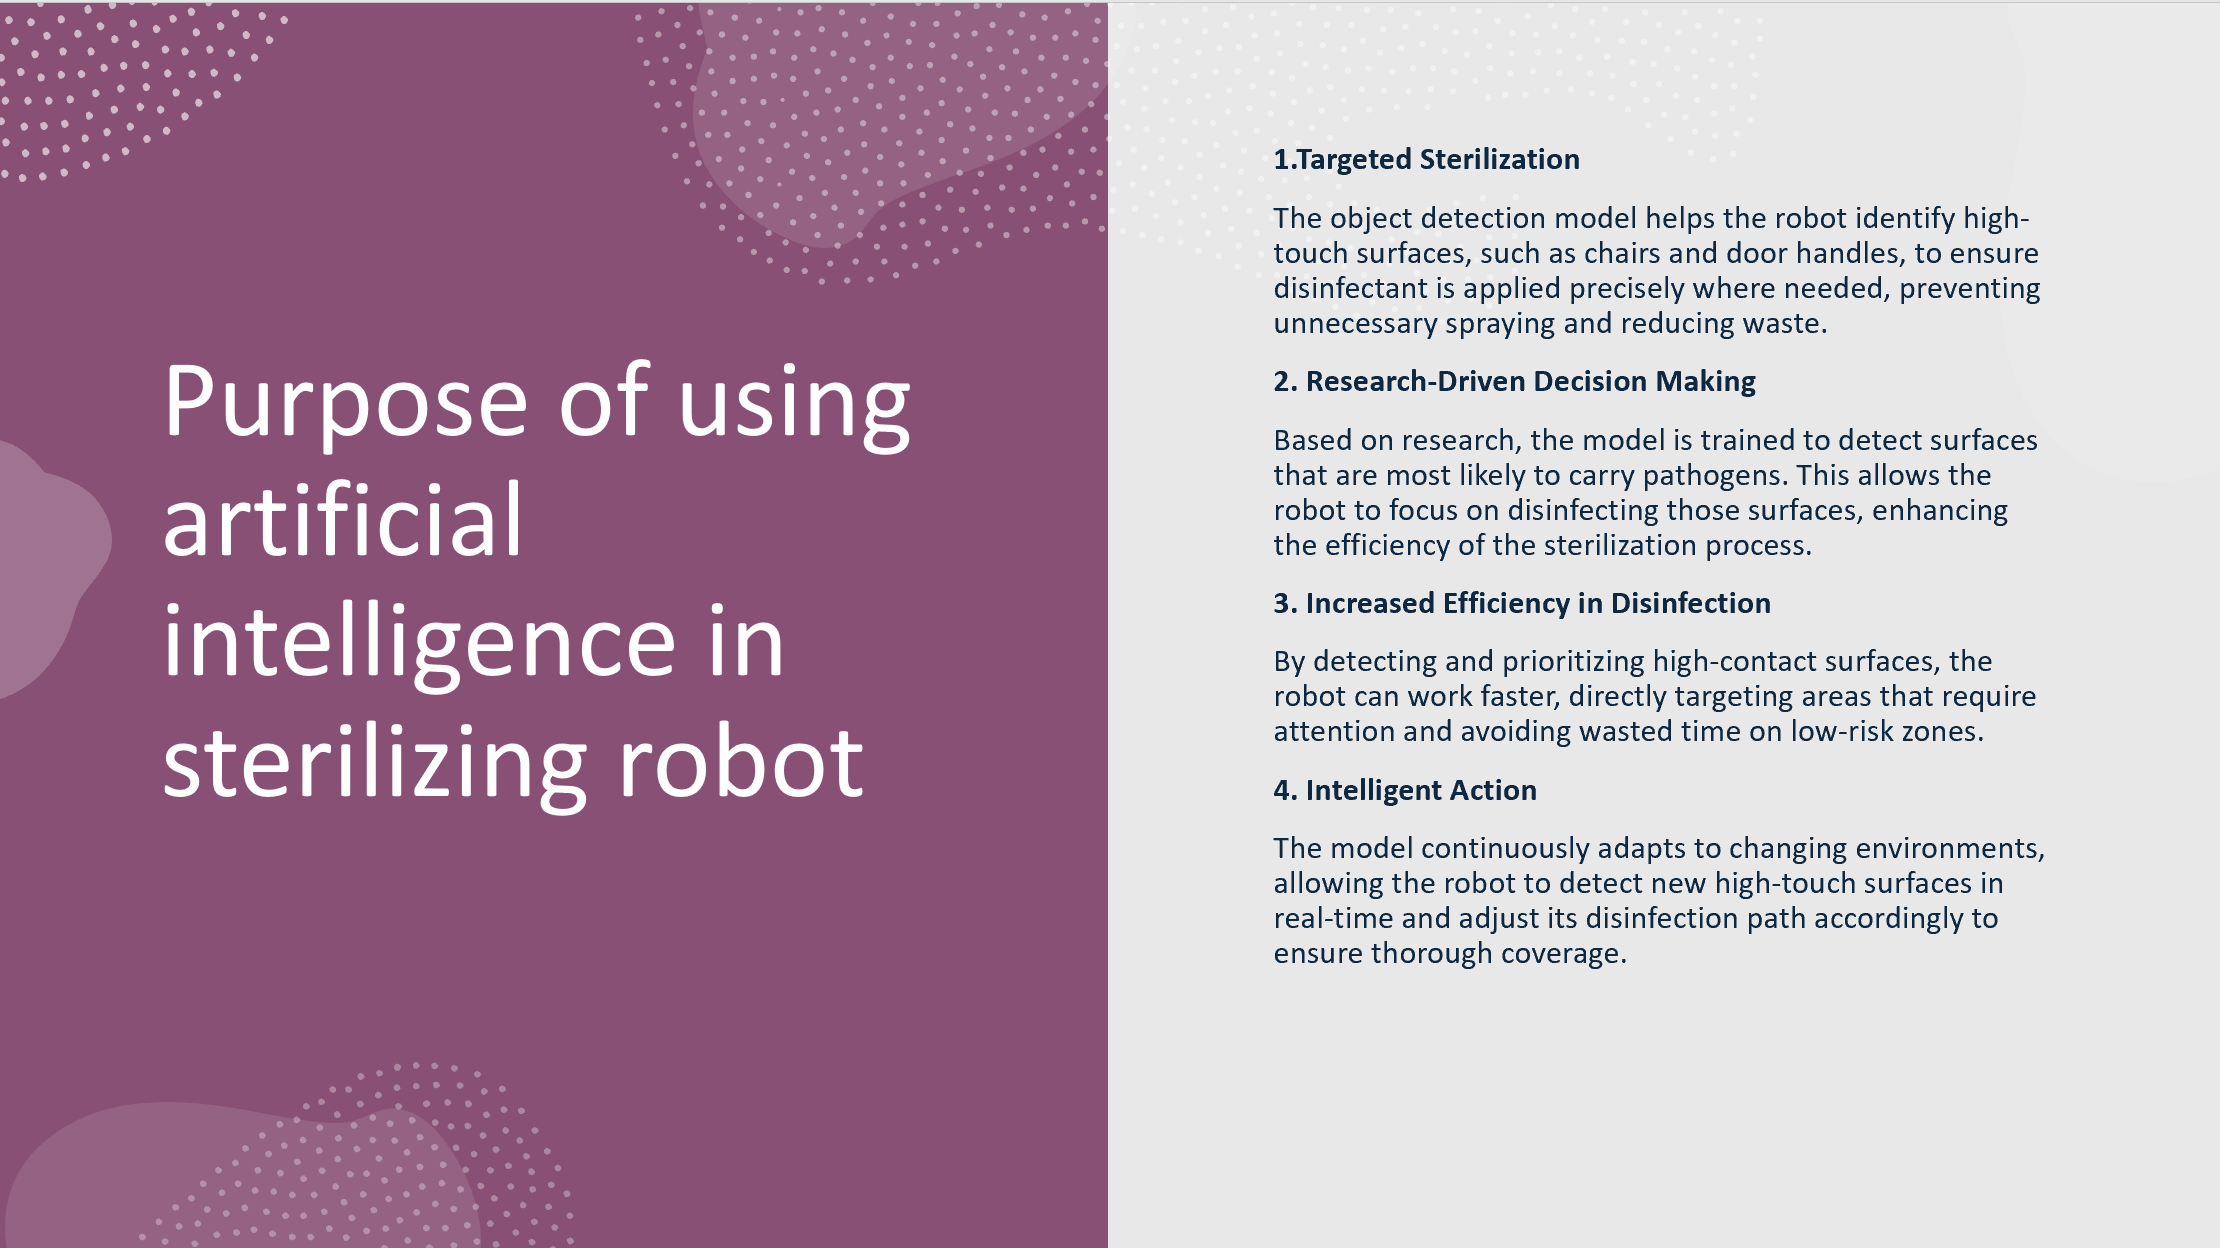 Purpose of using
artificial
intelligence in
sterilizing robot
1.Targeted Sterilization
The object detection model helps the robot identify high-
touch surfaces, such as chairs and door handles, to ensure
disinfectant is applied precisely where needed, preventing
unnecessary spraying and reducing waste.
2. Research-Driven Decision Making
Based on research, the model is trained to detect surfaces
that are most likely to carry pathogens. This allows the
robot to focus on disinfecting those surfaces, enhancing
the efficiency of the sterilization process.
3. Increased Efficiency in Disinfection
By detecting and prioritizing high-contact surfaces, the
robot can work faster, directly targeting areas that require
attention and avoiding wasted time on low-risk zones.
4. Intelligent Action
The model continuously adapts to changing environments,
allowing the robot to detect new high-touch surfaces in
real-time and adjust its disinfection path accordingly to
ensure thorough coverage.